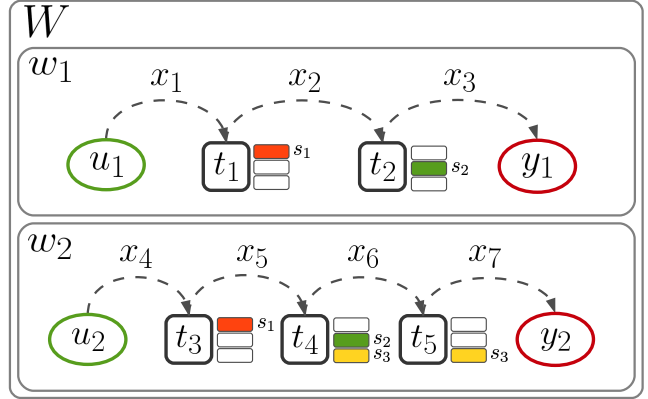 W
w₁
x₁ x₂ x₃
u₁ t₁ s₁ t₂ s₂ y₁
w₂
x₄ x₅ x₆ x₇
u₂ t₃ s₁ t₄ s₂ s₃ t₅ s₃ y₂